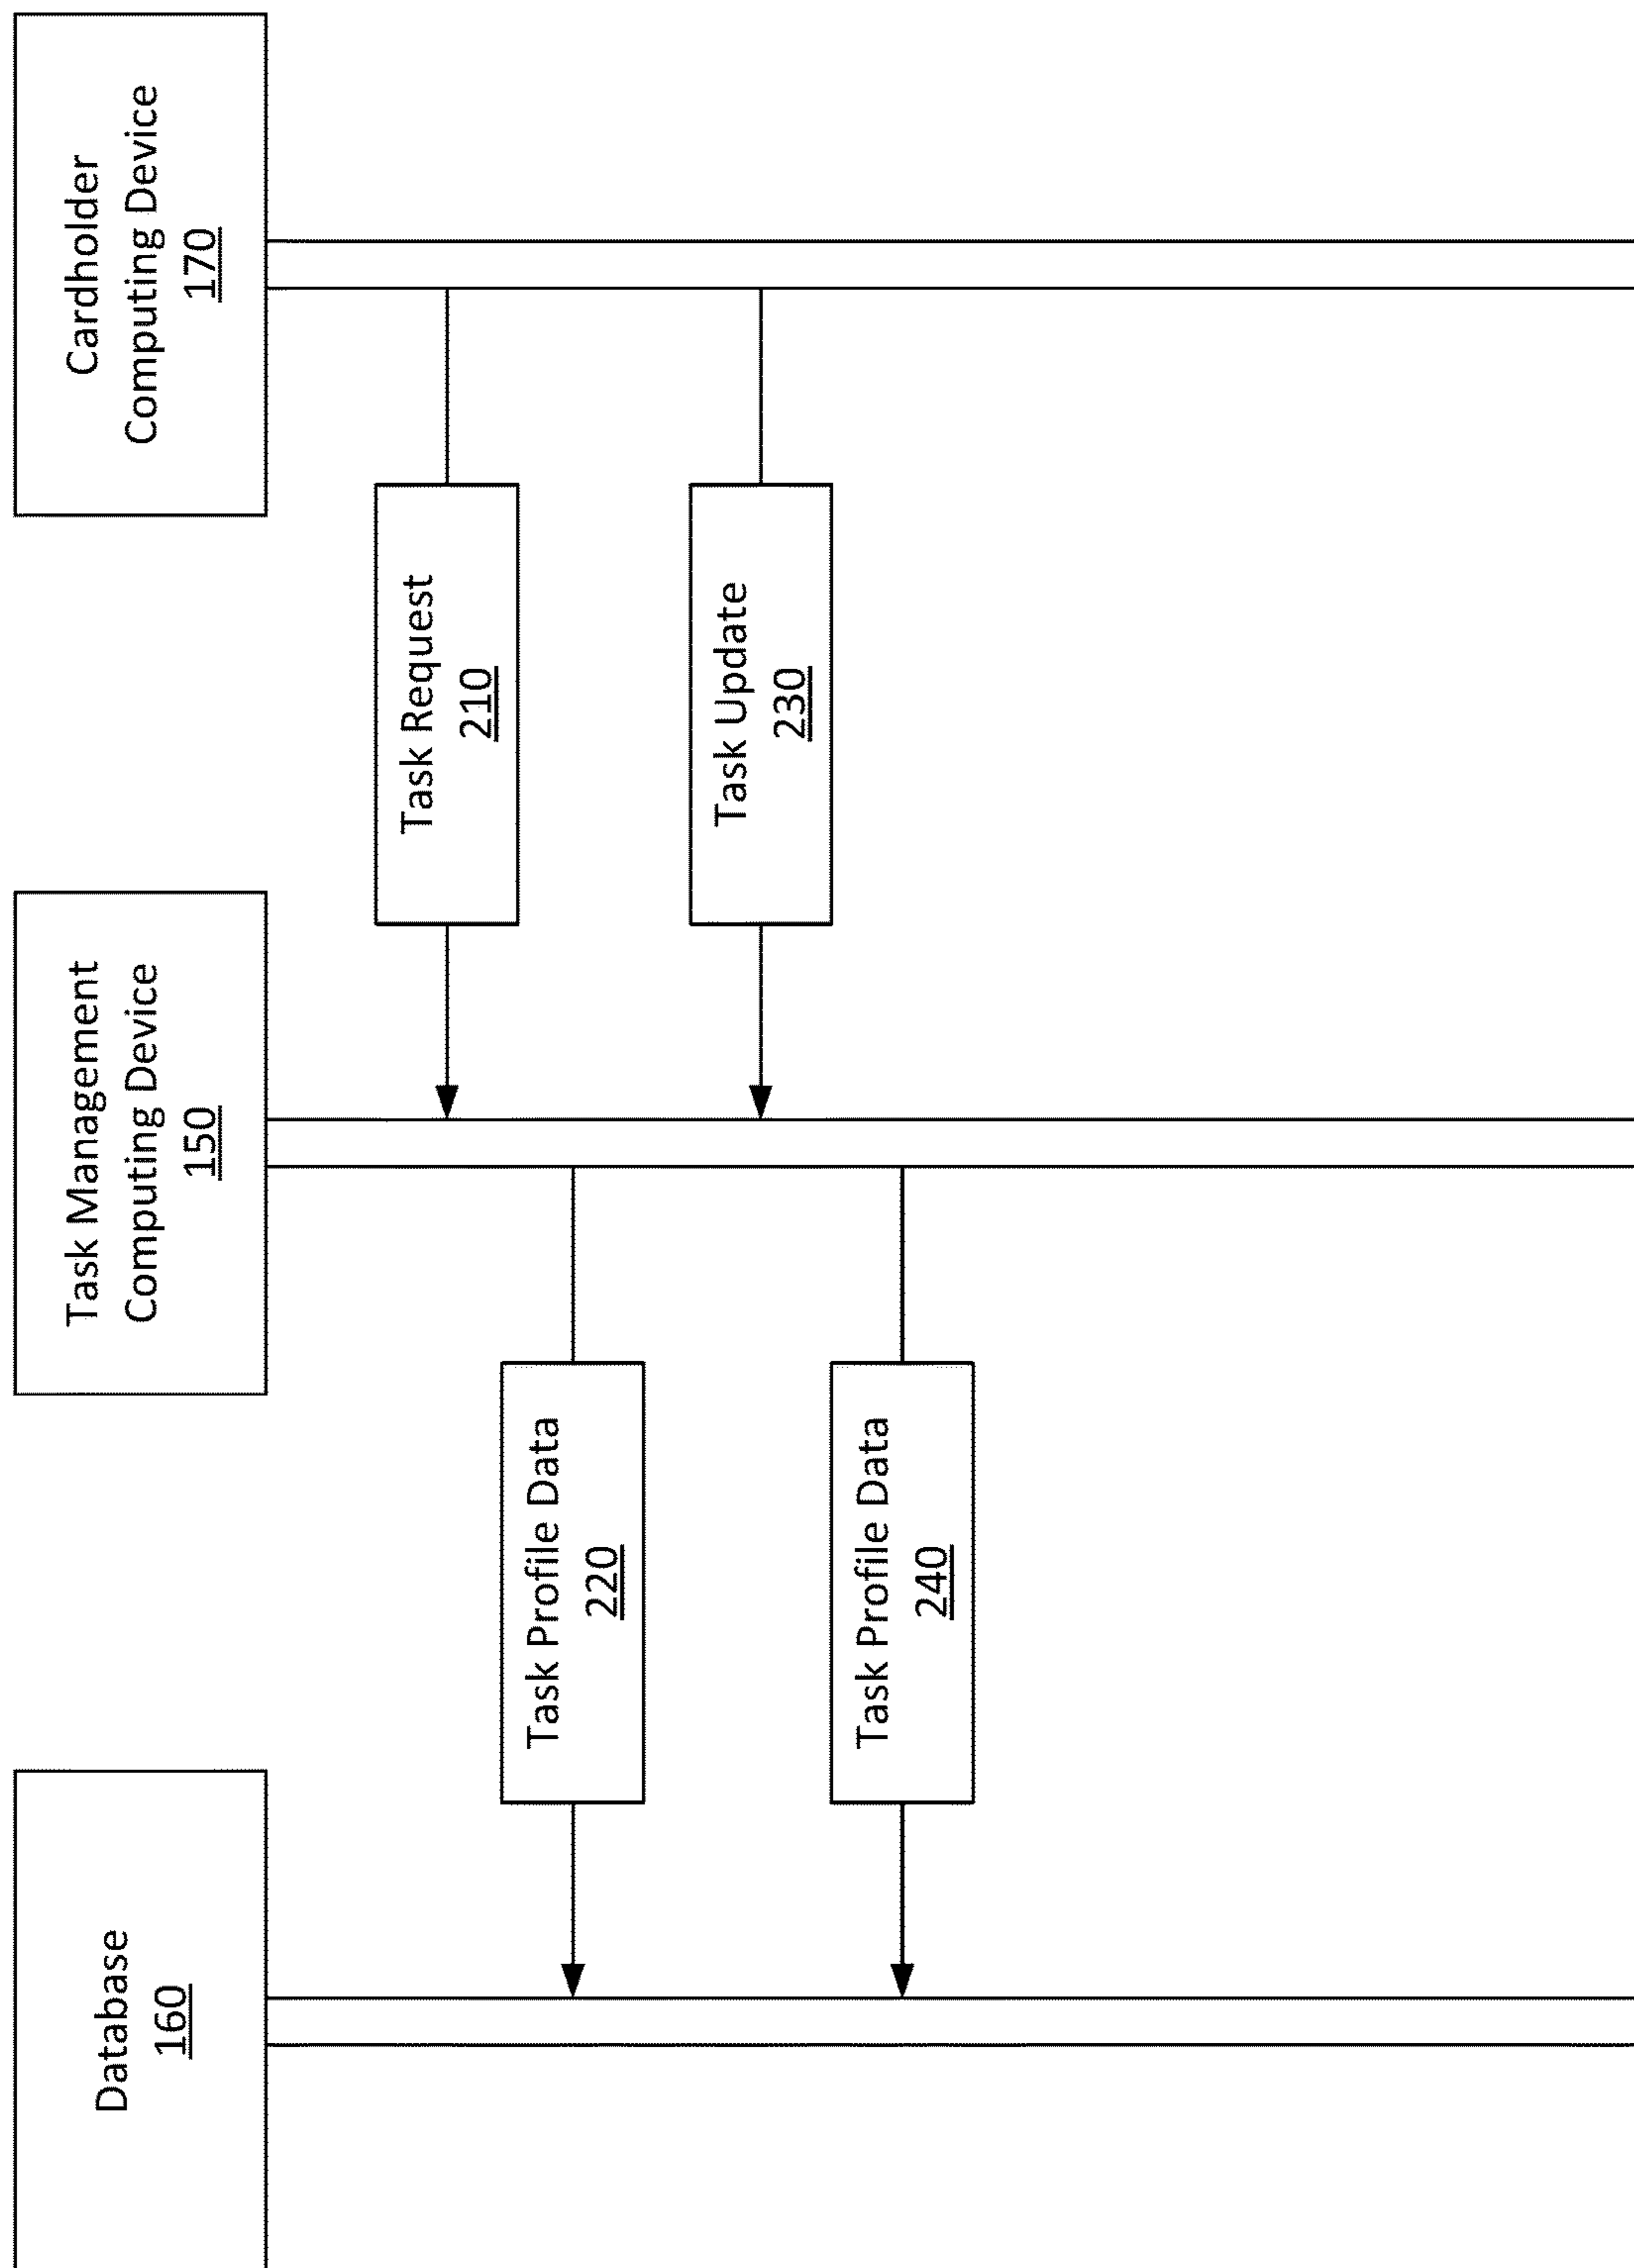 Database
160
Task Management
Computing Device
150
Cardholder
Computing Device
170
Task Request
210
Task Profile Data
220
Task Update
230
Task Profile Data
240